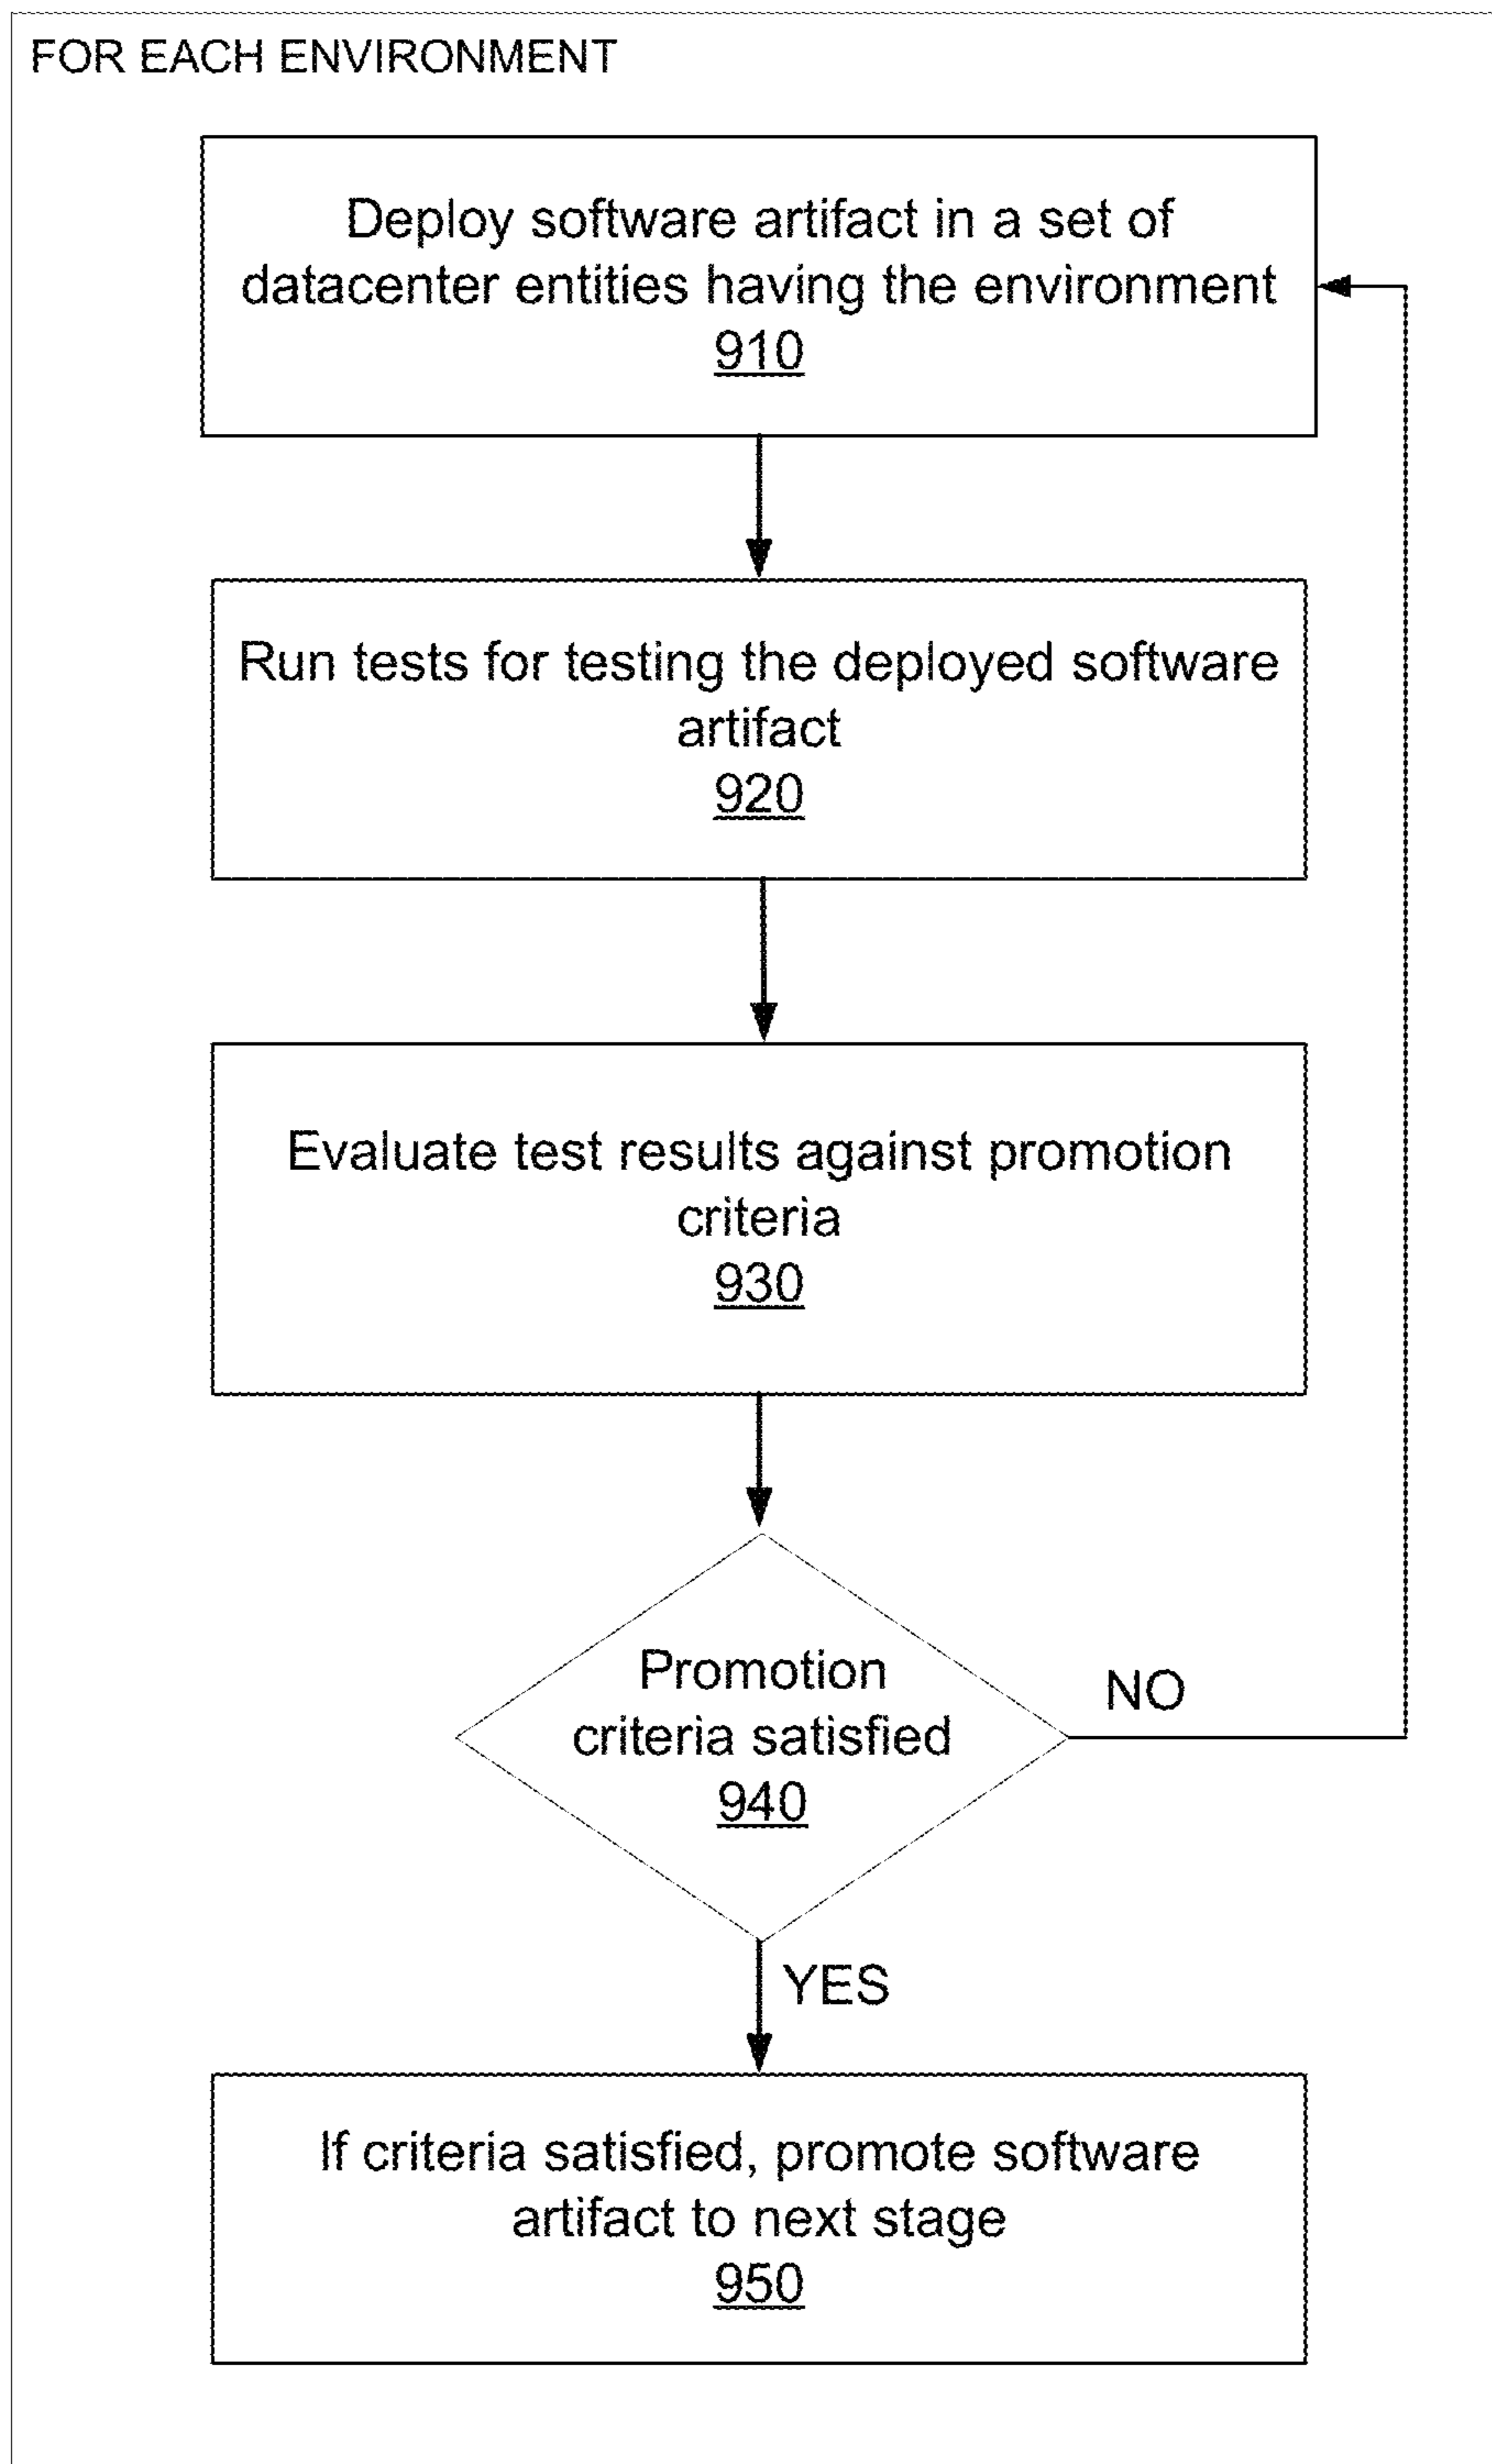 FOR EACH ENVIRONMENT
Deploy software artifact in a set of
datacenter entities having the environment
910
Run tests for testing the deployed software
artifact
920
Evaluate test results against promotion
criteria
930
Promotion
criteria satisfied
940
NO
YES
If criteria satisfied, promote software
artifact to next stage
950